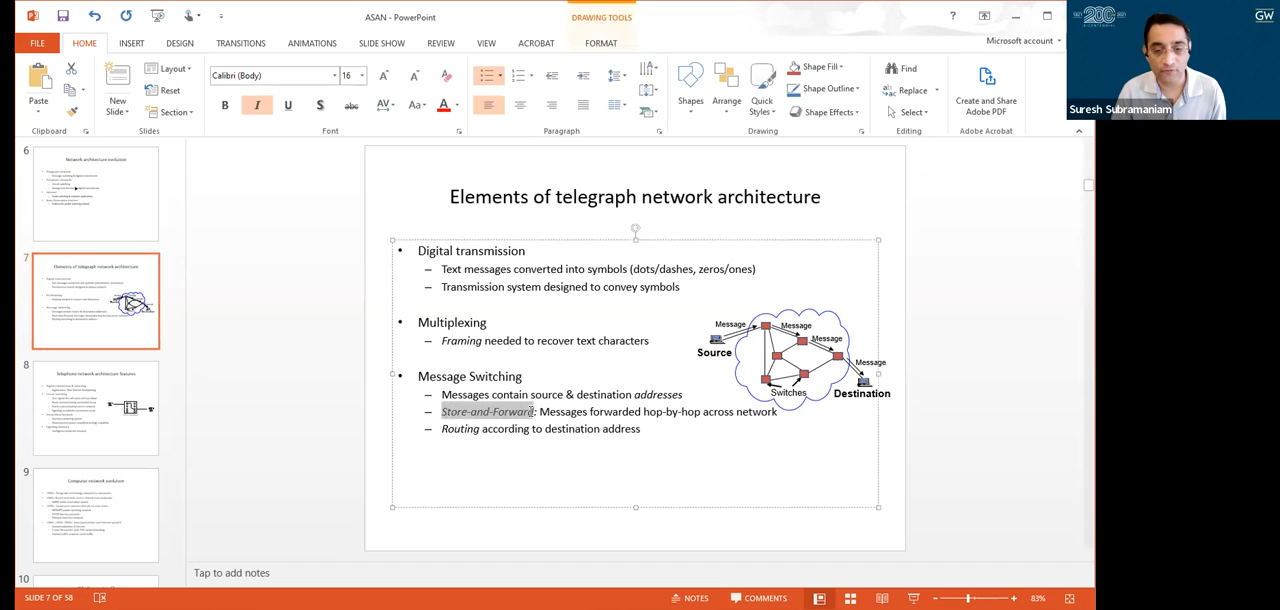 ASAN - PowerPoint
DRAWING TOOLS
FILE
HOME
INSERT
DESIGN
TRANSITIONS
ANIMATIONS
SLIDE SHOW
REVIEW
VIEW
ACROBAT
FORMAT
Microsoft account
GW
200
Suresh Subramaniam
Paste
New
Slide
Layout
Reset
Section
Calibri (Body)
16
B
I
U
S
abc
AV
Aa
A
Shapes
Arrange
Quick
Styles
Shape Fill
Shape Outline
Shape Effects
Find
Replace
Select
Create and Share
Adobe PDF
Clipboard
Slides
Font
Paragraph
Drawing
Editing
Adobe Acrobat
6
Network architecture evolution
7
Elements of telegraph network architecture
8
Telephone network architecture features
9
Computer network evolution
10
Elements of telegraph network architecture
• Digital transmission
– Text messages converted into symbols (dots/dashes, zeros/ones)
– Transmission system designed to convey symbols
• Multiplexing
– Framing needed to recover text characters
• Message Switching
– Messages contain source & destination addresses
– Store-and-Forward: Messages forwarded hop-by-hop across network
– Routing according to destination address
Message
Message
Message
Message
Source
Switches
Destination
Tap to add notes
SLIDE 7 OF 58
NOTES
COMMENTS
83%